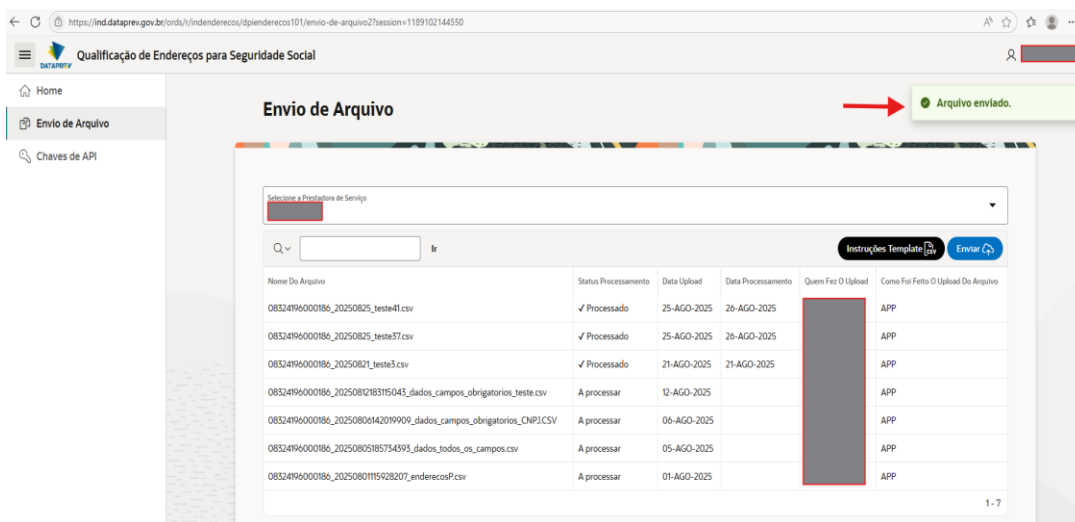 https://ind.dataprev.gov.br/ords/r/indenderecos/dpienderecos101/envio-de-arquivo2?session=1189102144550
DATAPREV Qualificação de Endereços para Seguridade Social
Home
Envio de Arquivo
Chaves de API
Envio de Arquivo
Arquivo enviado.
Selecione a Prestadora de Serviço
Ir
Instruções Template csv Enviar
Nome Do Arquivo Status Processamento Data Upload Data Processamento Quem Fez O Upload Como Foi Feito O Upload Do Arquivo
08324196000186_20250825_teste41.csv ✓ Processado 25-AGO-2025 26-AGO-2025 APP
08324196000186_20250825_teste37.csv ✓ Processado 25-AGO-2025 26-AGO-2025 APP
08324196000186_20250821_teste3.csv ✓ Processado 21-AGO-2025 21-AGO-2025 APP
08324196000186_20250812183115043_dados_campos_obrigatorios_teste.csv A processar 12-AGO-2025 APP
08324196000186_20250806142019909_dados_campos_obrigatorios_CNPJ.CSV A processar 06-AGO-2025 APP
08324196000186_20250805185734393_dados_todos_os_campos.csv A processar 05-AGO-2025 APP
08324196000186_20250801115928207_enderecosP.csv A processar 01-AGO-2025 APP
1 - 7